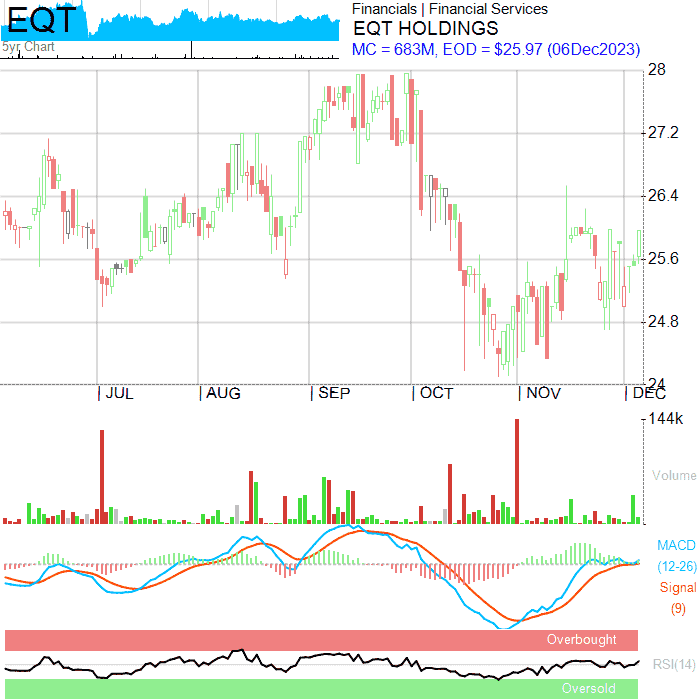 EQT
5yr Chart
Financials | Financial Services
EQT HOLDINGS
MC = 683M, EOD = $25.97 (06Dec2023)
28
27.2
26.4
25.6
24.8
24
JUL AUG SEP OCT NOV DEC
144k
Volume
MACD
(12-26)
Signal
(9)
Overbought
RSI(14)
Oversold